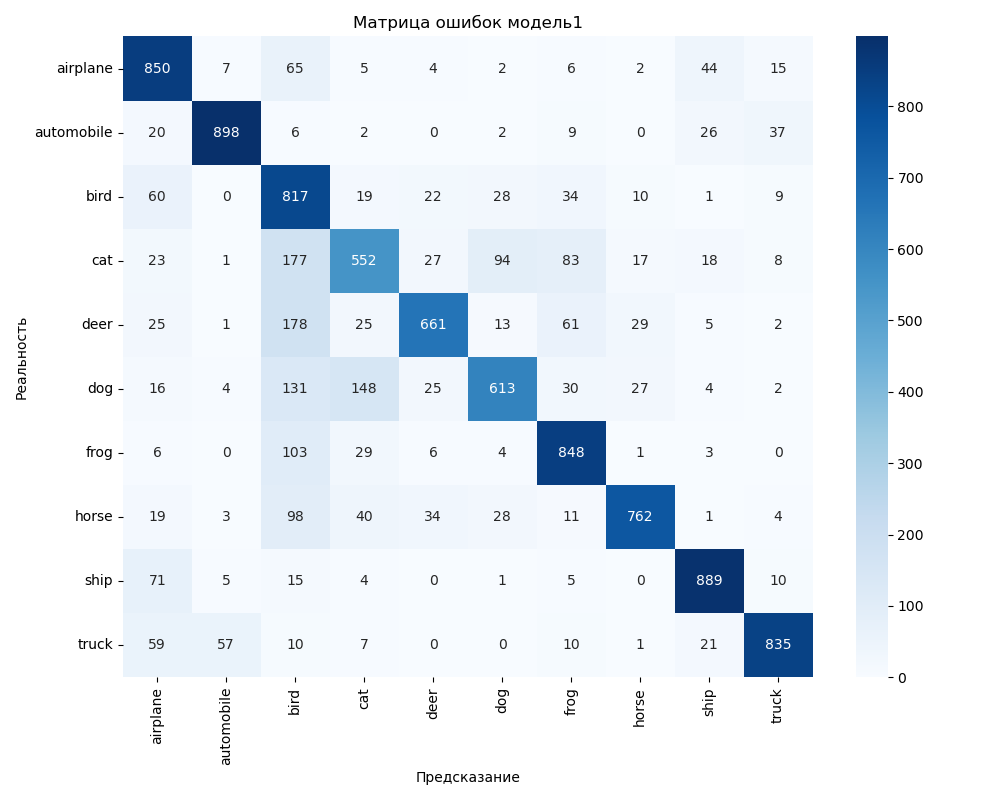 Матрица ошибок модель1
airplane 850 7 65 5 4 2 6 2 44 15
automobile 20 898 6 2 0 2 9 0 26 37
bird 60 0 817 19 22 28 34 10 1 9
cat 23 1 177 552 27 94 83 17 18 8
deer 25 1 178 25 661 13 61 29 5 2
dog 16 4 131 148 25 613 30 27 4 2
frog 6 0 103 29 6 4 848 1 3 0
horse 19 3 98 40 34 28 11 762 1 4
ship 71 5 15 4 0 1 5 0 889 10
truck 59 57 10 7 0 0 10 1 21 835
airplane automobile bird cat deer dog frog horse ship truck
Предсказание
Реальность
800
700
600
500
400
300
200
100
0